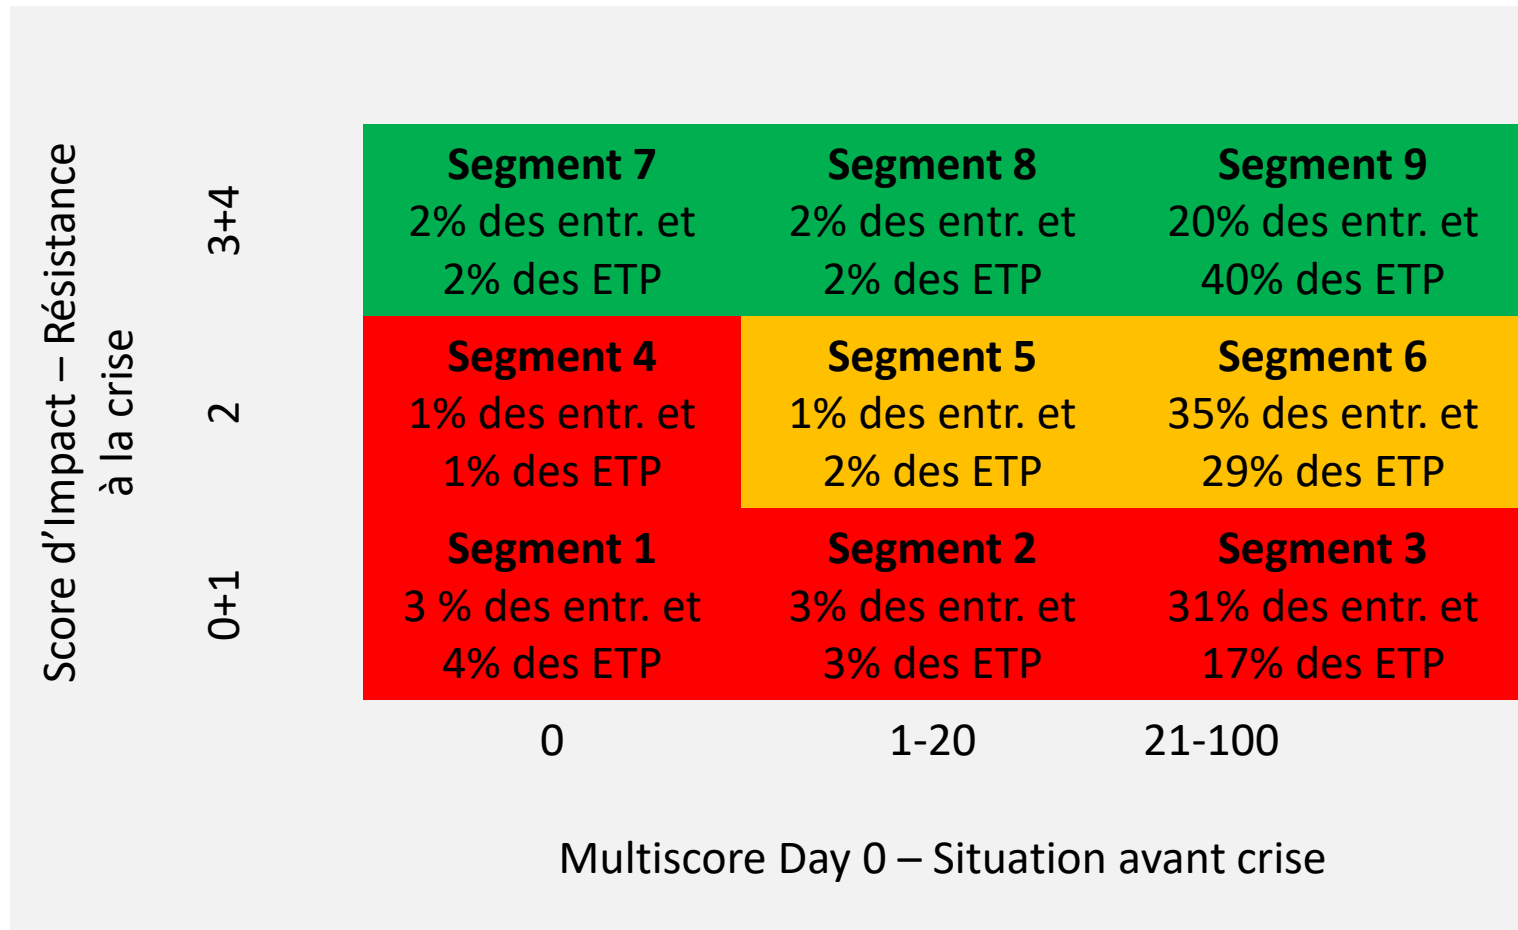 Score d’Impact – Résistance
à la crise
3+4
Segment 7
2% des entr. et
2% des ETP
Segment 8
2% des entr. et
2% des ETP
Segment 9
20% des entr. et
40% des ETP
2
Segment 4
1% des entr. et
1% des ETP
Segment 5
1% des entr. et
2% des ETP
Segment 6
35% des entr. et
29% des ETP
0+1
Segment 1
3 % des entr. et
4% des ETP
Segment 2
3% des entr. et
3% des ETP
Segment 3
31% des entr. et
17% des ETP
0
1-20
21-100
Multiscore Day 0 – Situation avant crise